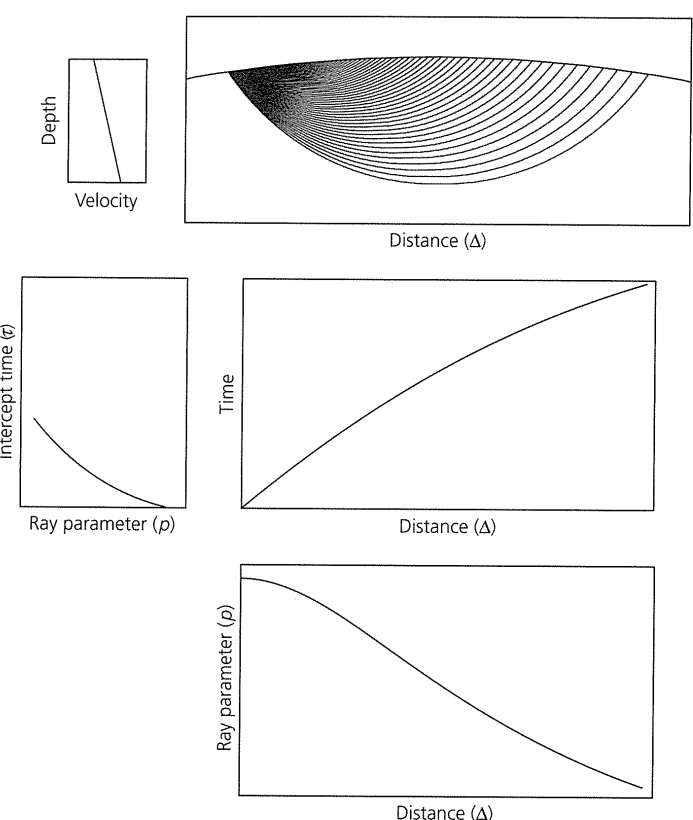 Depth
Velocity
Distance (Δ)
Intercept time (τ)
Ray parameter (p)
Time
Distance (Δ)
Ray parameter (p)
Distance (Δ)